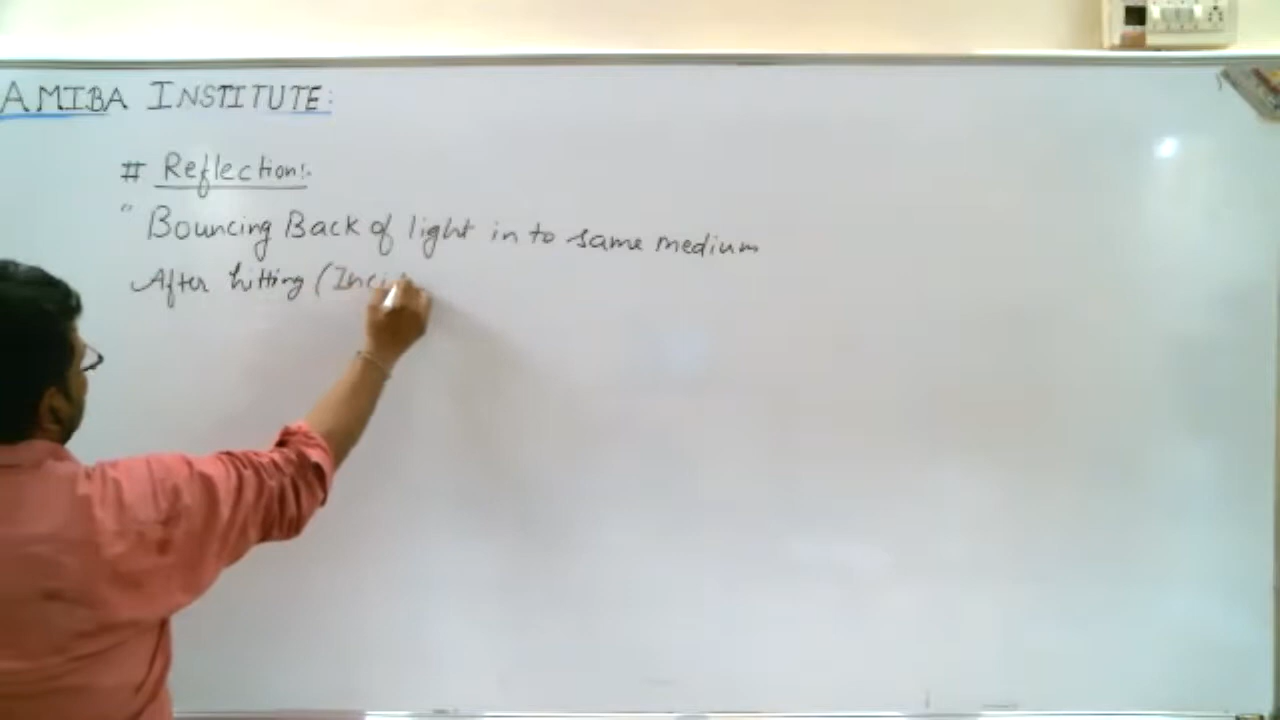 AMIBA INSTITUTE:
# Reflection:-
" Bouncing Back of light in to same medium
After hitting (Inci